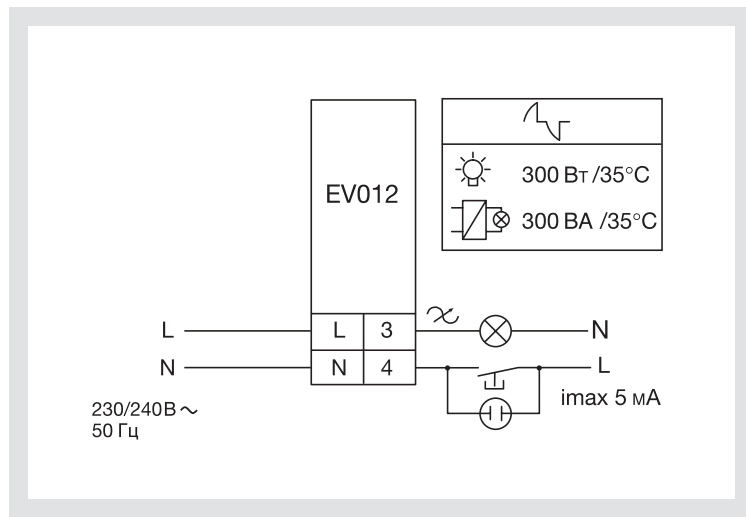 EV012
300 Вт /35°C
300 ВА /35°C
L L 3 N
N N 4 L
230/240В ~
50 Гц
imax 5 мА